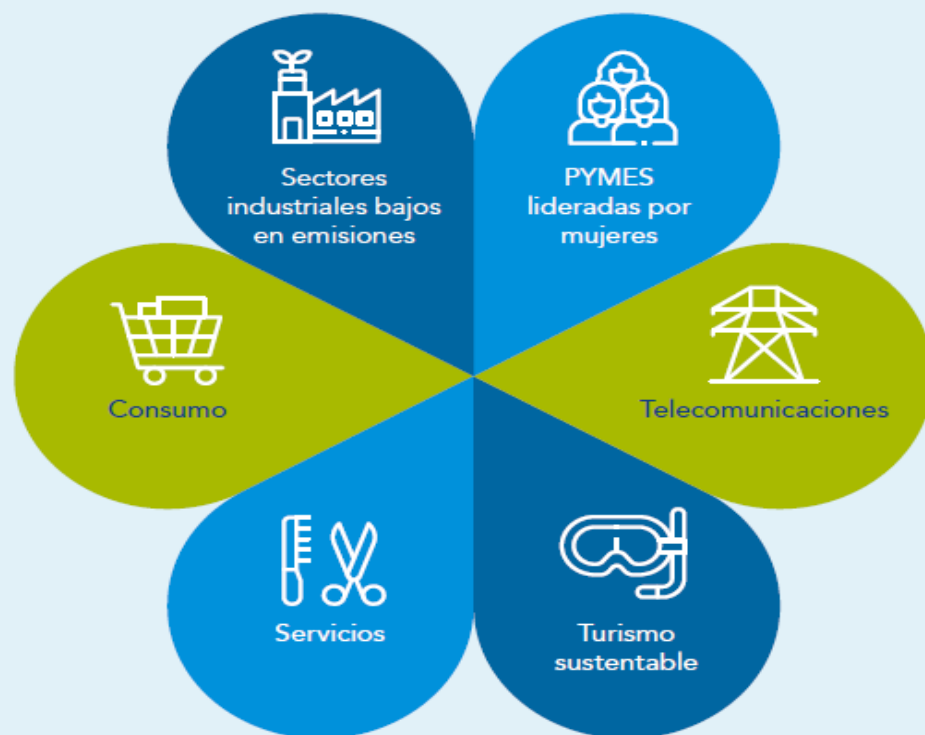 Sectores
industriales bajos
en emisiones
PYMES
lideradas por
mujeres
Consumo
Telecomunicaciones
Servicios
Turismo
sustentable